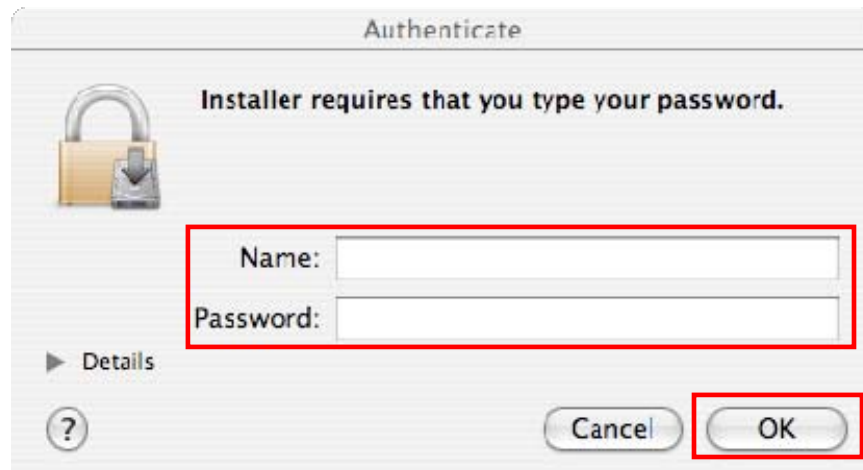 Authenticate
Installer requires that you type your password.
Name:
Password:
Details
?
Cancel
OK